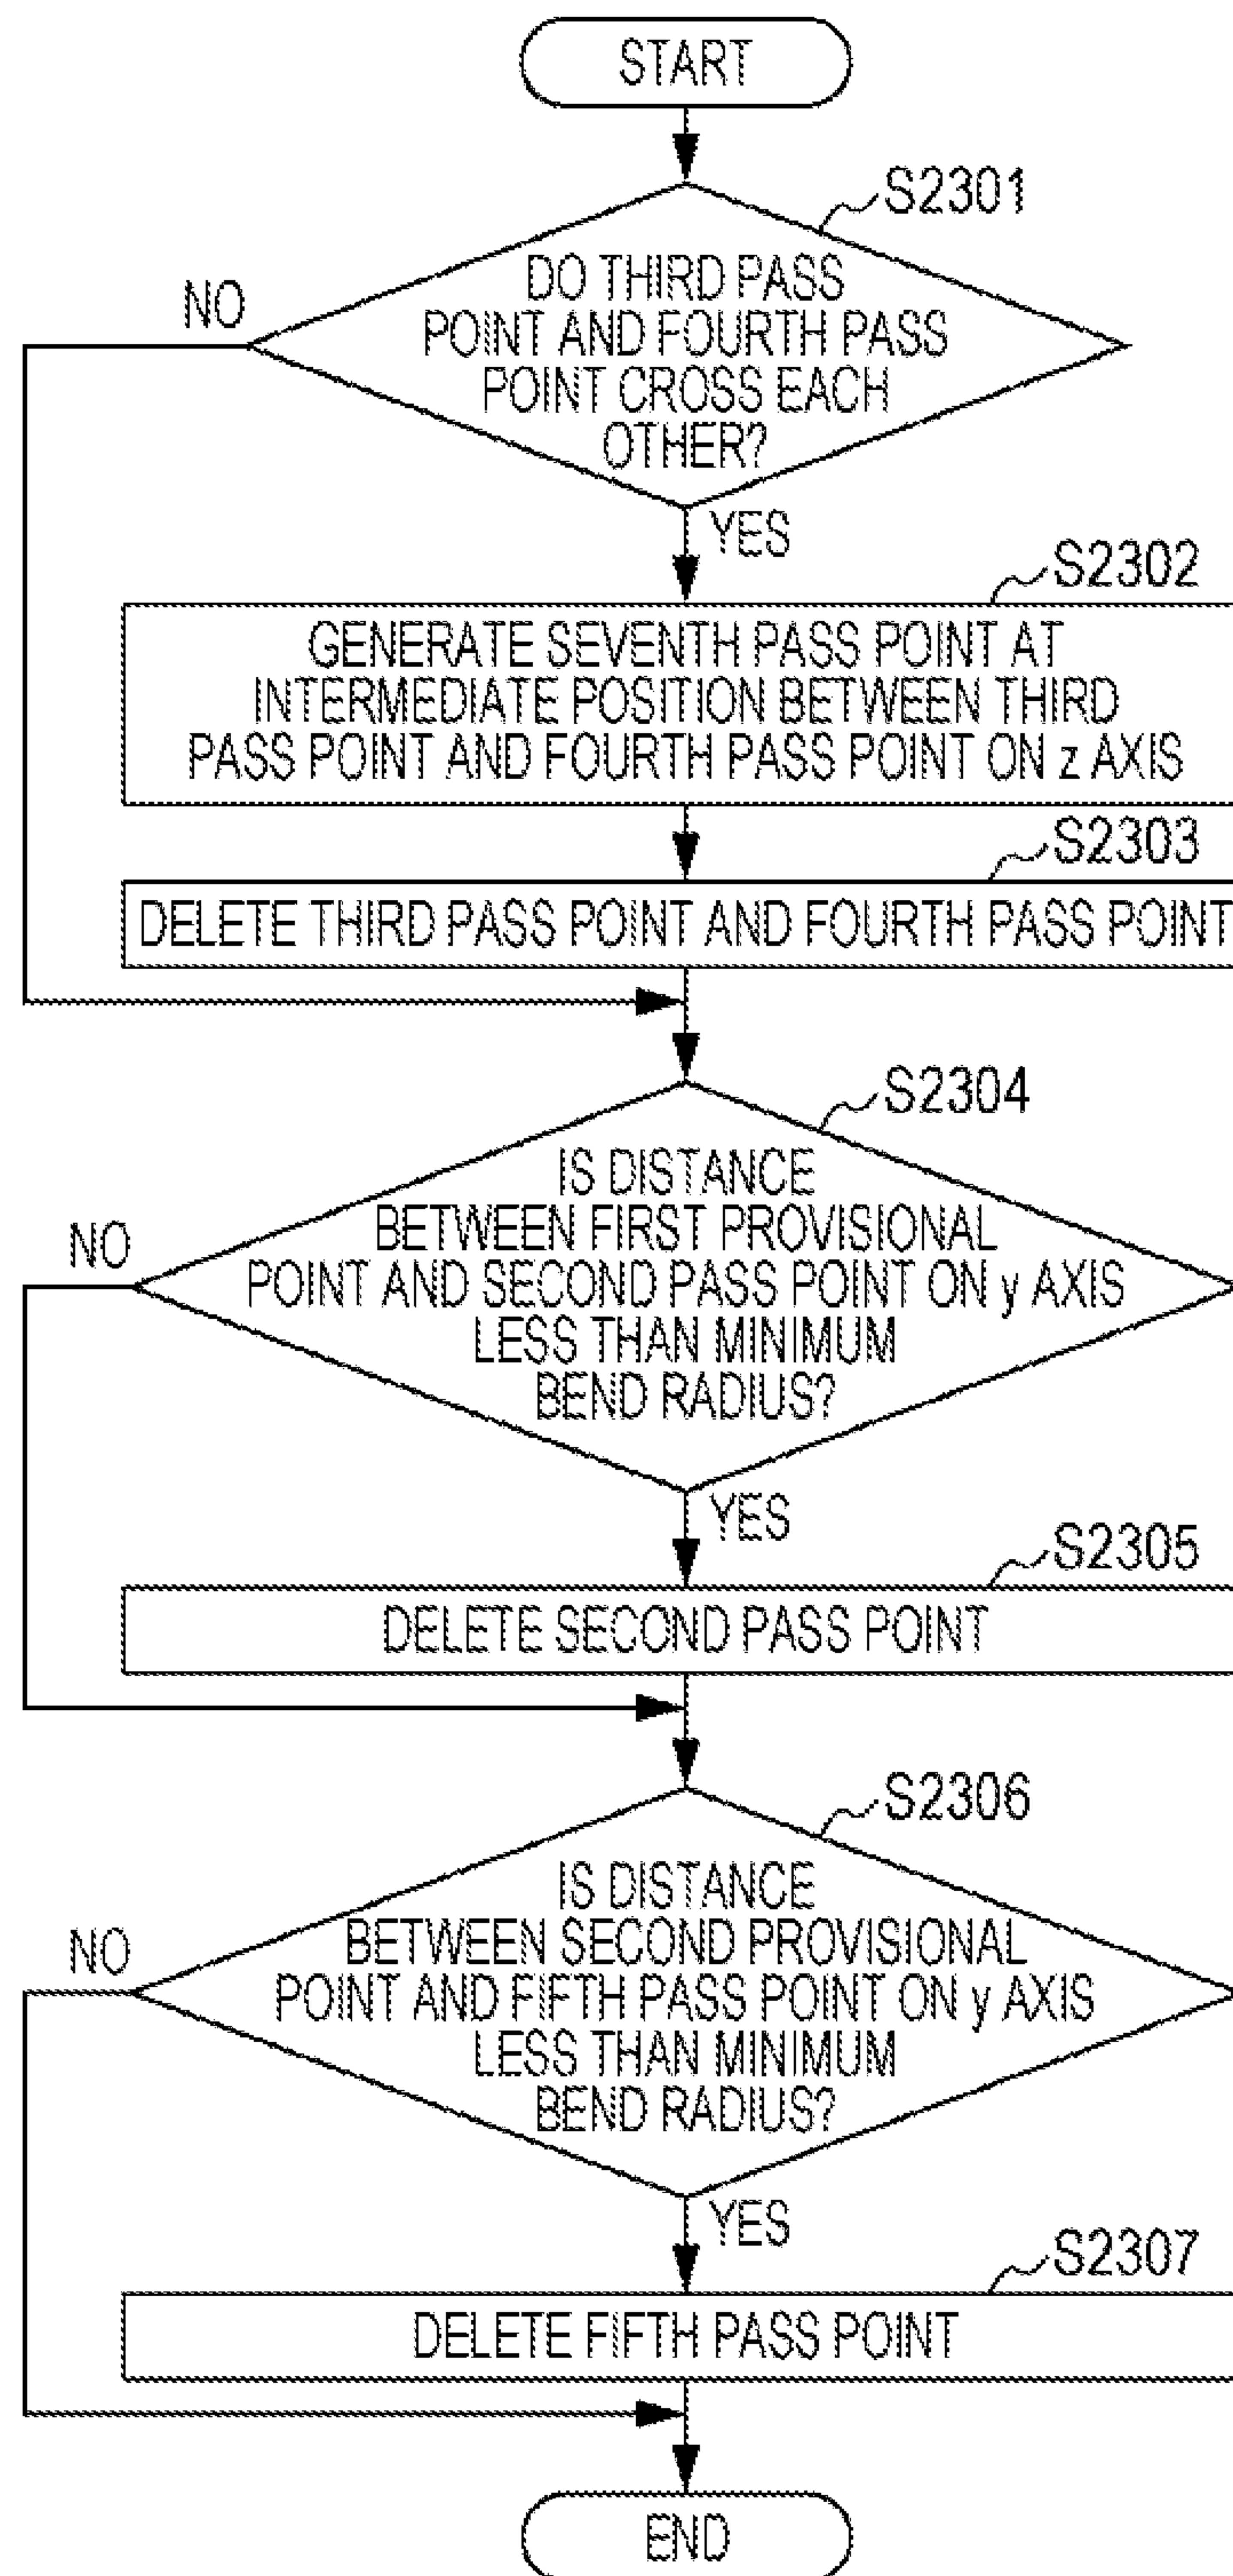 START
S2301
DO THIRD PASS
POINT AND FOURTH PASS
POINT CROSS EACH
OTHER?
NO
YES
S2302
GENERATE SEVENTH PASS POINT AT
INTERMEDIATE POSITION BETWEEN THIRD
PASS POINT AND FOURTH PASS POINT ON z AXIS
S2303
DELETE THIRD PASS POINT AND FOURTH PASS POINT
S2304
IS DISTANCE
BETWEEN FIRST PROVISIONAL
POINT AND SECOND PASS POINT ON y AXIS
LESS THAN MINIMUM
BEND RADIUS?
NO
YES
S2305
DELETE SECOND PASS POINT
S2306
IS DISTANCE
BETWEEN SECOND PROVISIONAL
POINT AND FIFTH PASS POINT ON y AXIS
LESS THAN MINIMUM
BEND RADIUS?
NO
YES
S2307
DELETE FIFTH PASS POINT
END